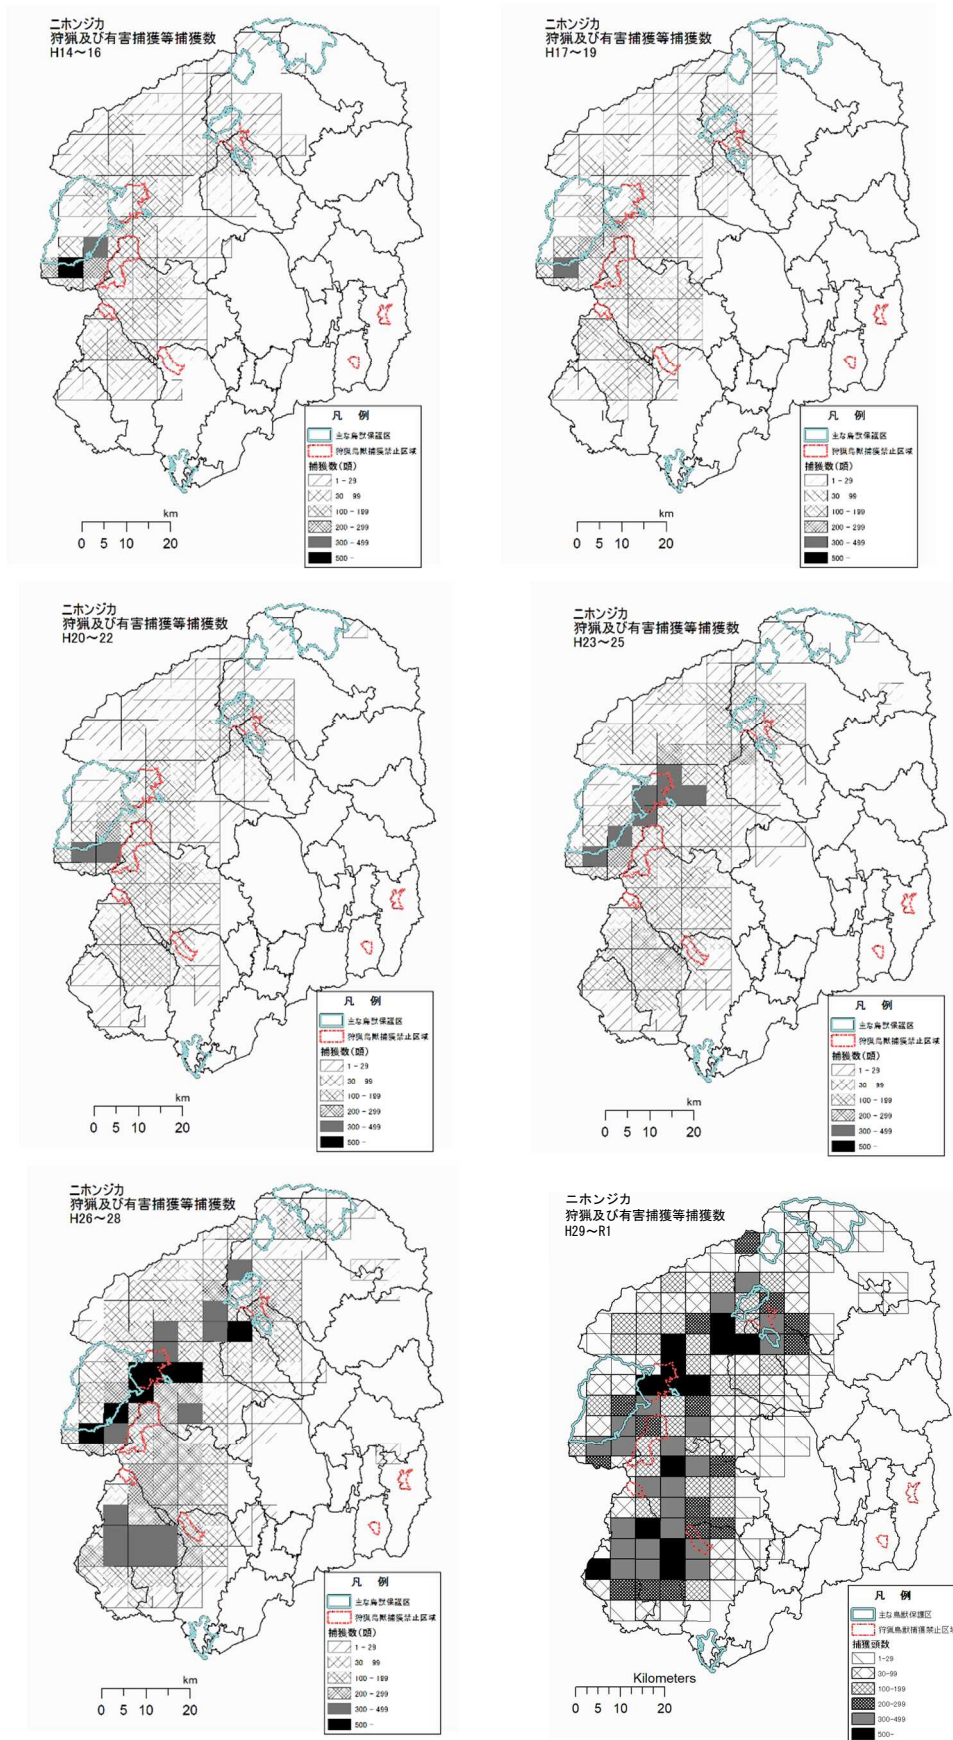 ニホンジカ
狩猟及び有害捕獲等捕獲数
H14～16
凡 例
主な鳥獣保護区
狩猟鳥獣捕獲禁止区域
捕獲数(頭)
1 - 29
30 99
100 - 199
200 - 299
300 - 499
500 -
km
0 5 10 20
ニホンジカ
狩猟及び有害捕獲等捕獲数
H17～19
凡 例
主な鳥獣保護区
狩猟鳥獣捕獲禁止区域
捕獲数(頭)
1 - 29
30 99
100 - 199
200 - 299
300 - 499
500 -
km
0 5 10 20
ニホンジカ
狩猟及び有害捕獲等捕獲数
H20～22
凡 例
主な鳥獣保護区
狩猟鳥獣捕獲禁止区域
捕獲数(頭)
1 - 29
30 99
100 - 199
200 - 299
300 - 499
500 -
km
0 5 10 20
ニホンジカ
狩猟及び有害捕獲等捕獲数
H23～25
凡 例
主な鳥獣保護区
狩猟鳥獣捕獲禁止区域
捕獲数(頭)
1 - 29
30 99
100 - 199
200 - 299
300 - 499
500 -
km
0 5 10 20
ニホンジカ
狩猟及び有害捕獲等捕獲数
H26～28
凡 例
主な鳥獣保護区
狩猟鳥獣捕獲禁止区域
捕獲数(頭)
1 - 29
30 99
100 - 199
200 - 299
300 - 499
500 -
km
0 5 10 20
ニホンジカ
狩猟及び有害捕獲等捕獲数
H29～R1
凡 例
主な鳥獣保護区
狩猟鳥獣捕獲禁止区域
捕獲頭数
1-29
30-99
100-199
200-299
300-499
500-
Kilometers
0 5 10 20